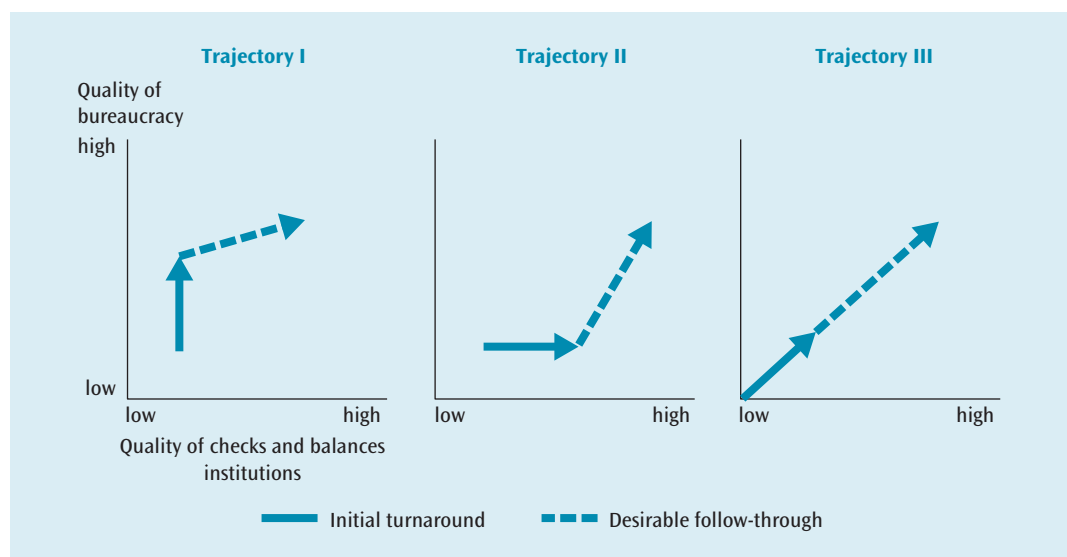 Trajectory I
Trajectory II
Trajectory III
Quality of
bureaucracy
high
low
low
high
low
high
low
high
Quality of checks and balances
institutions
Initial turnaround
Desirable follow-through